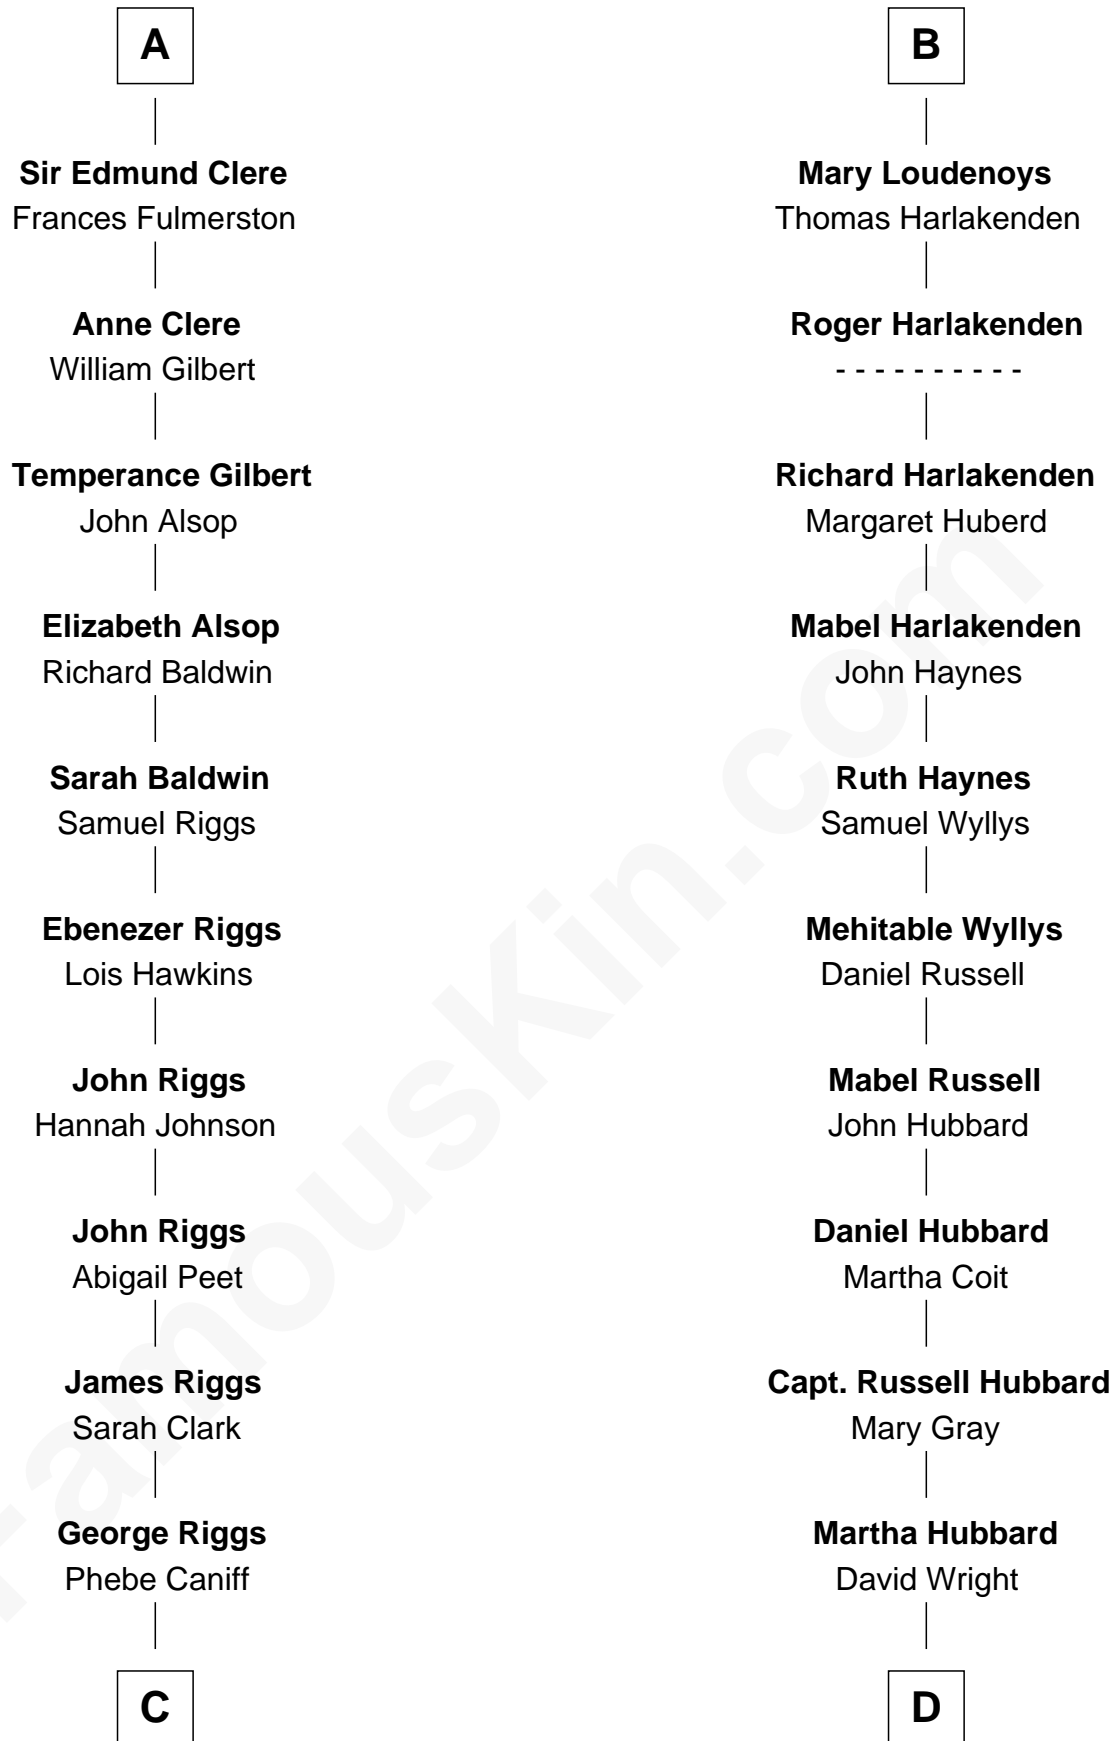 A
Sir Edmund Clere
Frances Fulmerston
Anne Clere
William Gilbert
Temperance Gilbert
John Alsop
Elizabeth Alsop
Richard Baldwin
Sarah Baldwin
Samuel Riggs
Ebenezer Riggs
Lois Hawkins
John Riggs
Hannah Johnson
John Riggs
Abigail Peet
James Riggs
Sarah Clark
George Riggs
Phebe Caniff
C
B
Mary Loudenoys
Thomas Harlakenden
Roger Harlakenden
- - - - - - - - - -
Richard Harlakenden
Margaret Huberd
Mabel Harlakenden
John Haynes
Ruth Haynes
Samuel Wyllys
Mehitable Wyllys
Daniel Russell
Mabel Russell
John Hubbard
Daniel Hubbard
Martha Coit
Capt. Russell Hubbard
Mary Gray
Martha Hubbard
David Wright
D
FamousKin.com